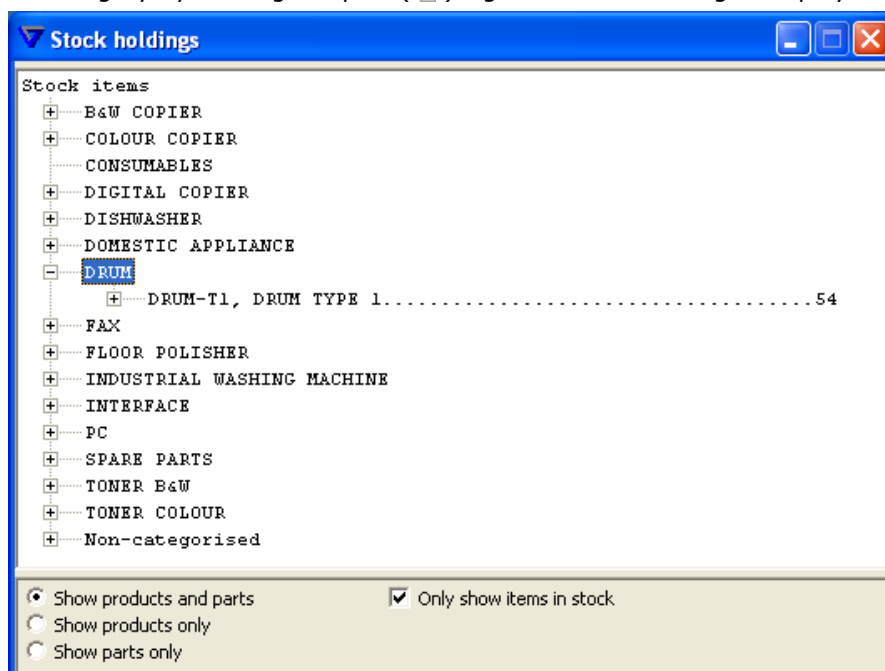 Stock holdings
Stock items
B&W COPIER
COLOUR COPIER
CONSUMABLES
DIGITAL COPIER
DISHWASHER
DOMESTIC APPLIANCE
DRUM
DRUM-T1, DRUM TYPE 1.....................................54
FAX
FLOOR POLISHER
INDUSTRIAL WASHING MACHINE
INTERFACE
PC
SPARE PARTS
TONER B&W
TONER COLOUR
Non-categorised
Show products and parts Only show items in stock
Show products only
Show parts only